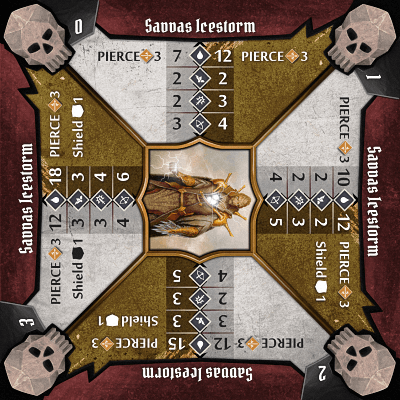 0
Savvas Icestorm
PIERCE 3 7 12 PIERCE 3
2 2
2 3
3 4
1
Savvas Icestorm
PIERCE 3 10 12 PIERCE 3
2 2 Shield 1
2 3
4 5
2
Savvas Icestorm
PIERCE 3 12 15 PIERCE 3
3 3 Shield 1
2 3
4 5
3
Savvas Icestorm
PIERCE 3 12 18 PIERCE 3
Shield 1 3 3 Shield 1
3 4
4 6